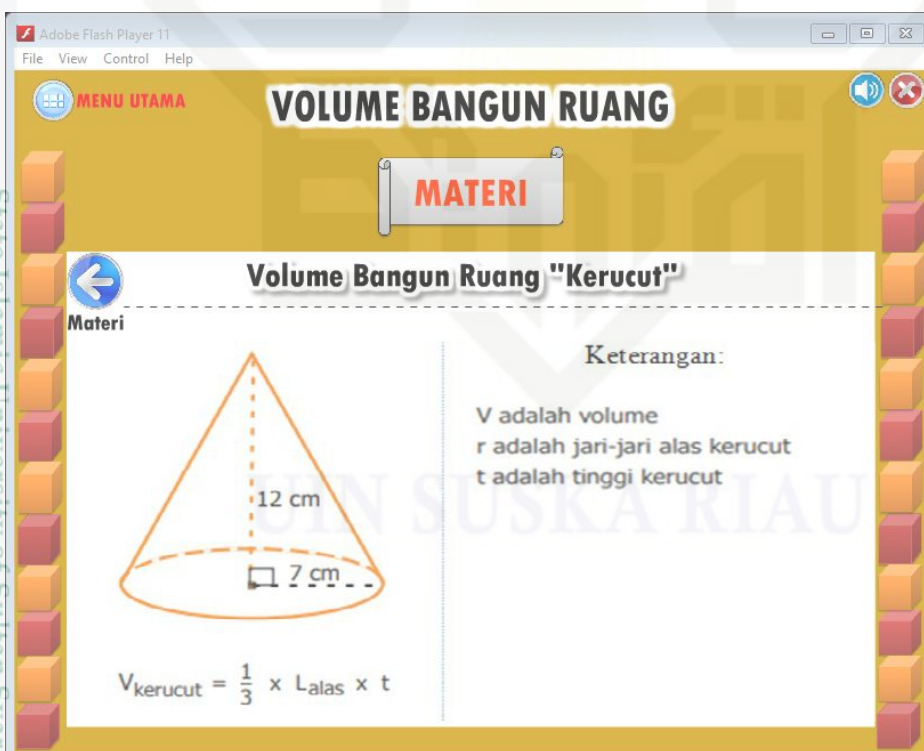 Adobe Flash Player 11
File View Control Help
MENU UTAMA
VOLUME BANGUN RUANG
MATERI
Volume Bangun Ruang "Kerucut"
Materi
12 cm
7 cm
V kerucut = 1/3 x L alas x t
Keterangan:
V adalah volume
r adalah jari-jari alas kerucut
t adalah tinggi kerucut
UIN SUSKA RIAU